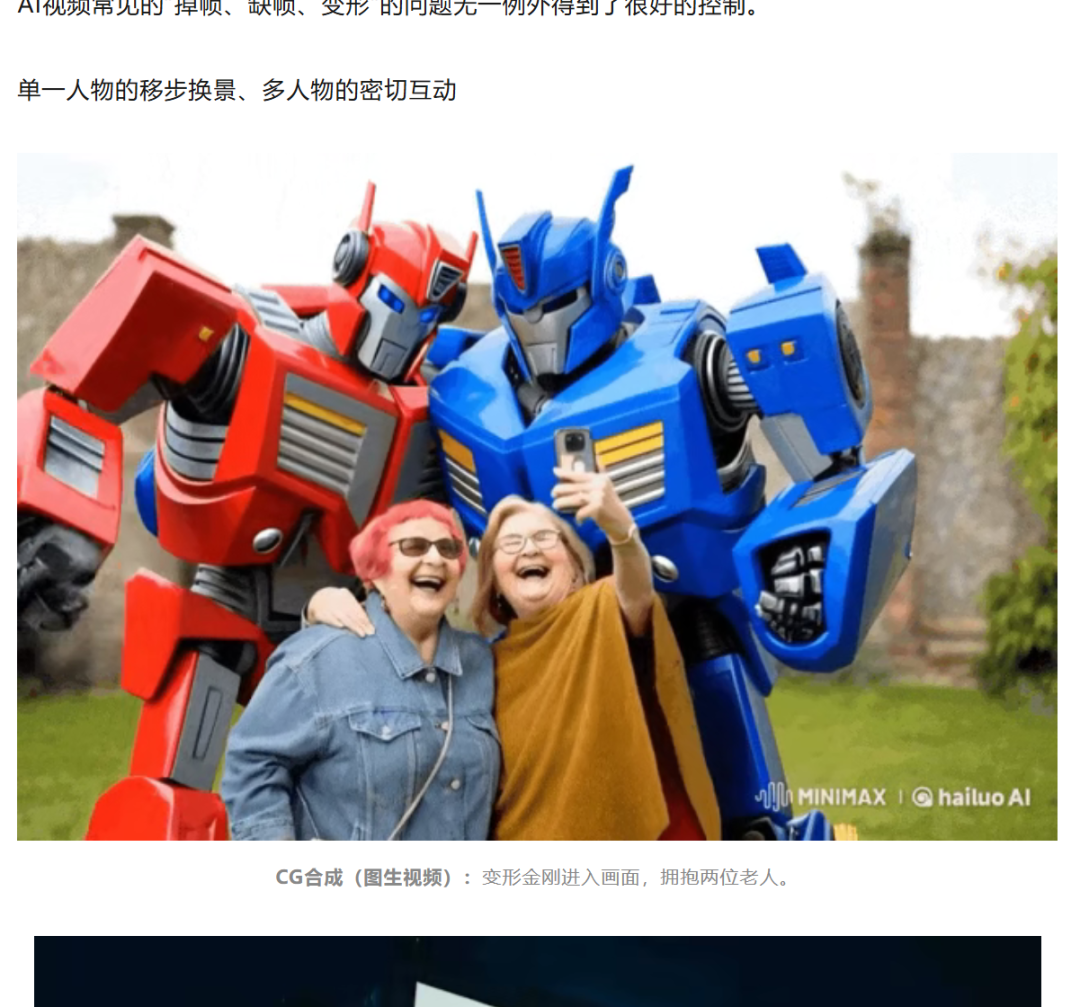 AI视频常见的“掉帧、缺帧、变形”的问题无一例外得到了很好的控制。
单一人物的移步换景、多人物的密切互动
MINIMAX | hailuo AI
CG合成（图生视频）：变形金刚进入画面，拥抱两位老人。